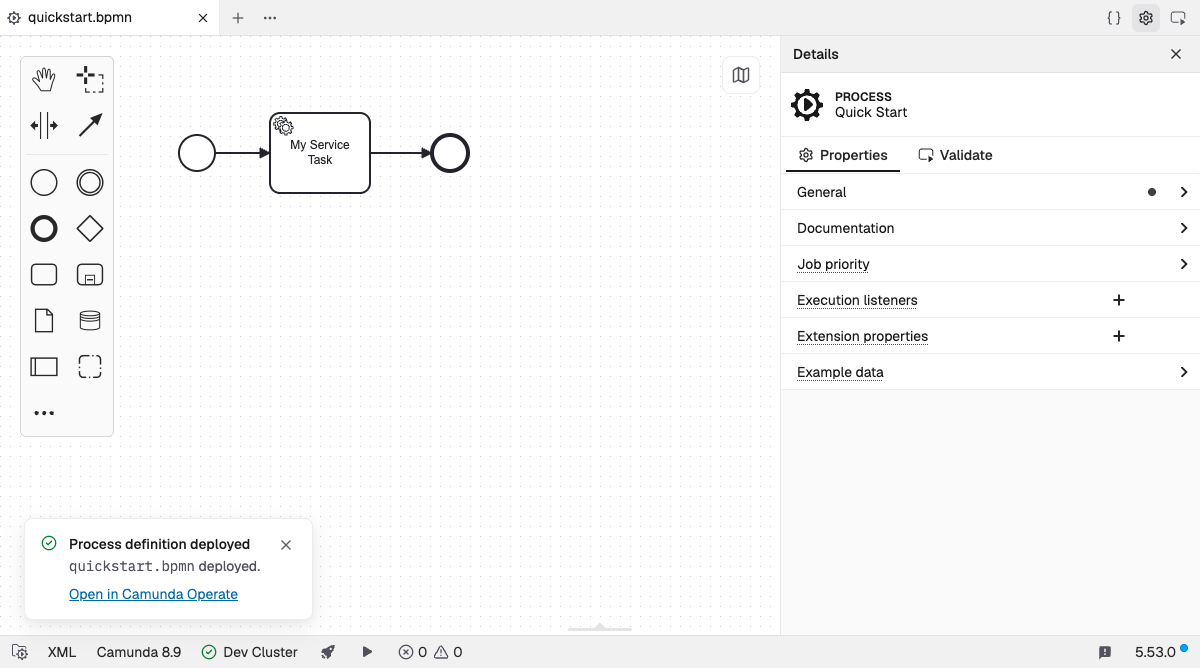 quickstart.bpmn
Details
PROCESS
Quick Start
Properties
Validate
General
Documentation
Job priority
Execution listeners
Extension properties
Example data
My Service
Task
Process definition deployed
quickstart.bpmn deployed.
Open in Camunda Operate
XML Camunda 8.9 Dev Cluster 0 0 5.53.0